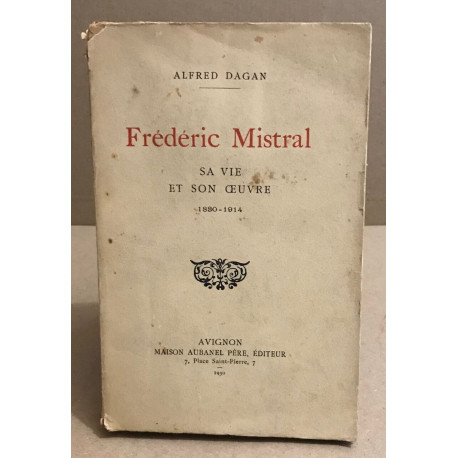 ALFRED DAGAN
Frédéric Mistral
SA VIE
ET SON ŒUVRE
1830-1914
AVIGNON
MAISON AUBANEL PÈRE, ÉDITEUR
7, Place Saint-Pierre, 7
1930